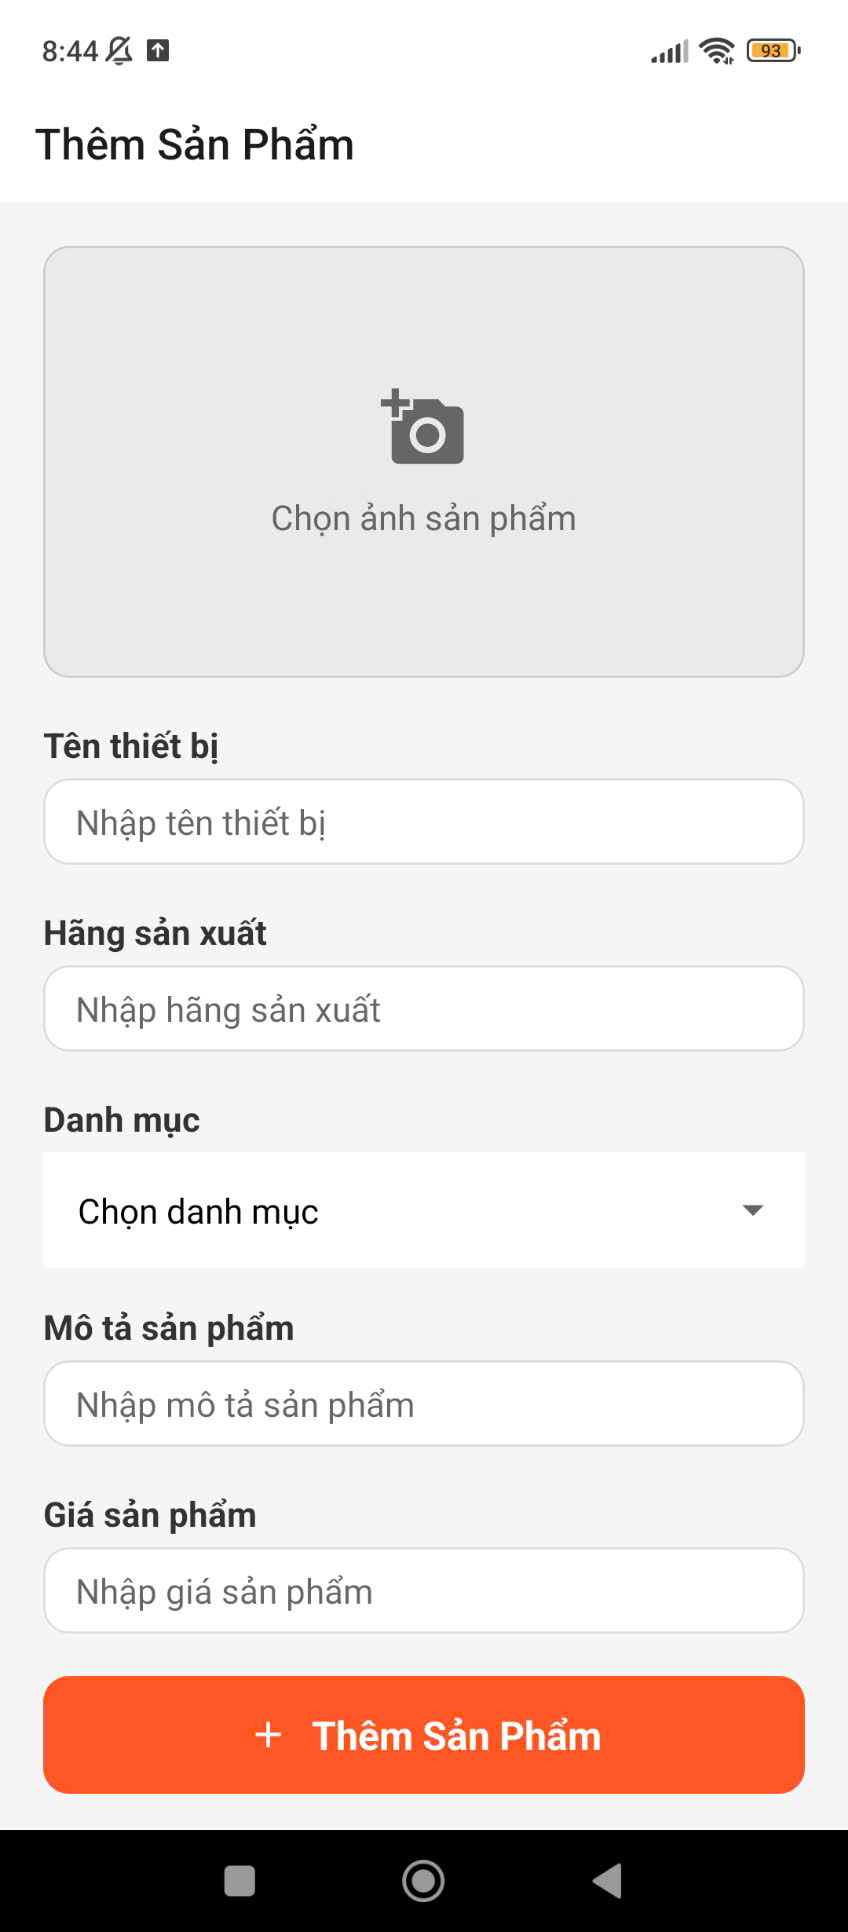 8:44
93
Thêm Sản Phẩm
Chọn ảnh sản phẩm
Tên thiết bị
Nhập tên thiết bị
Hãng sản xuất
Nhập hãng sản xuất
Danh mục
Chọn danh mục
Mô tả sản phẩm
Nhập mô tả sản phẩm
Giá sản phẩm
Nhập giá sản phẩm
+ Thêm Sản Phẩm